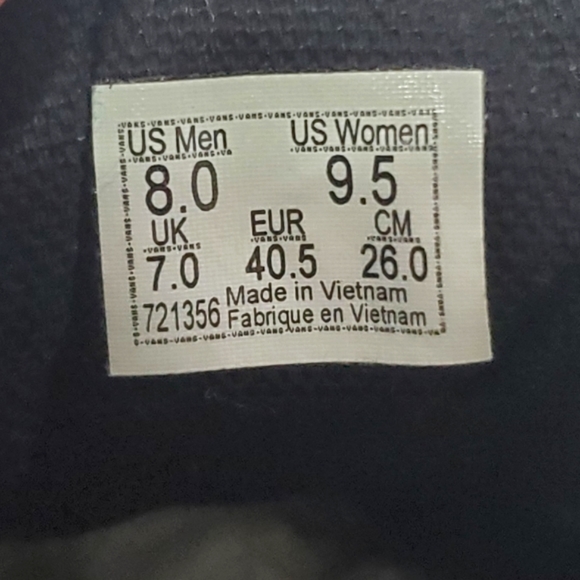 US Men US Women
8.0 9.5
UK EUR CM
7.0 40.5 26.0
721356 Made in Vietnam
Fabrique en Vietnam